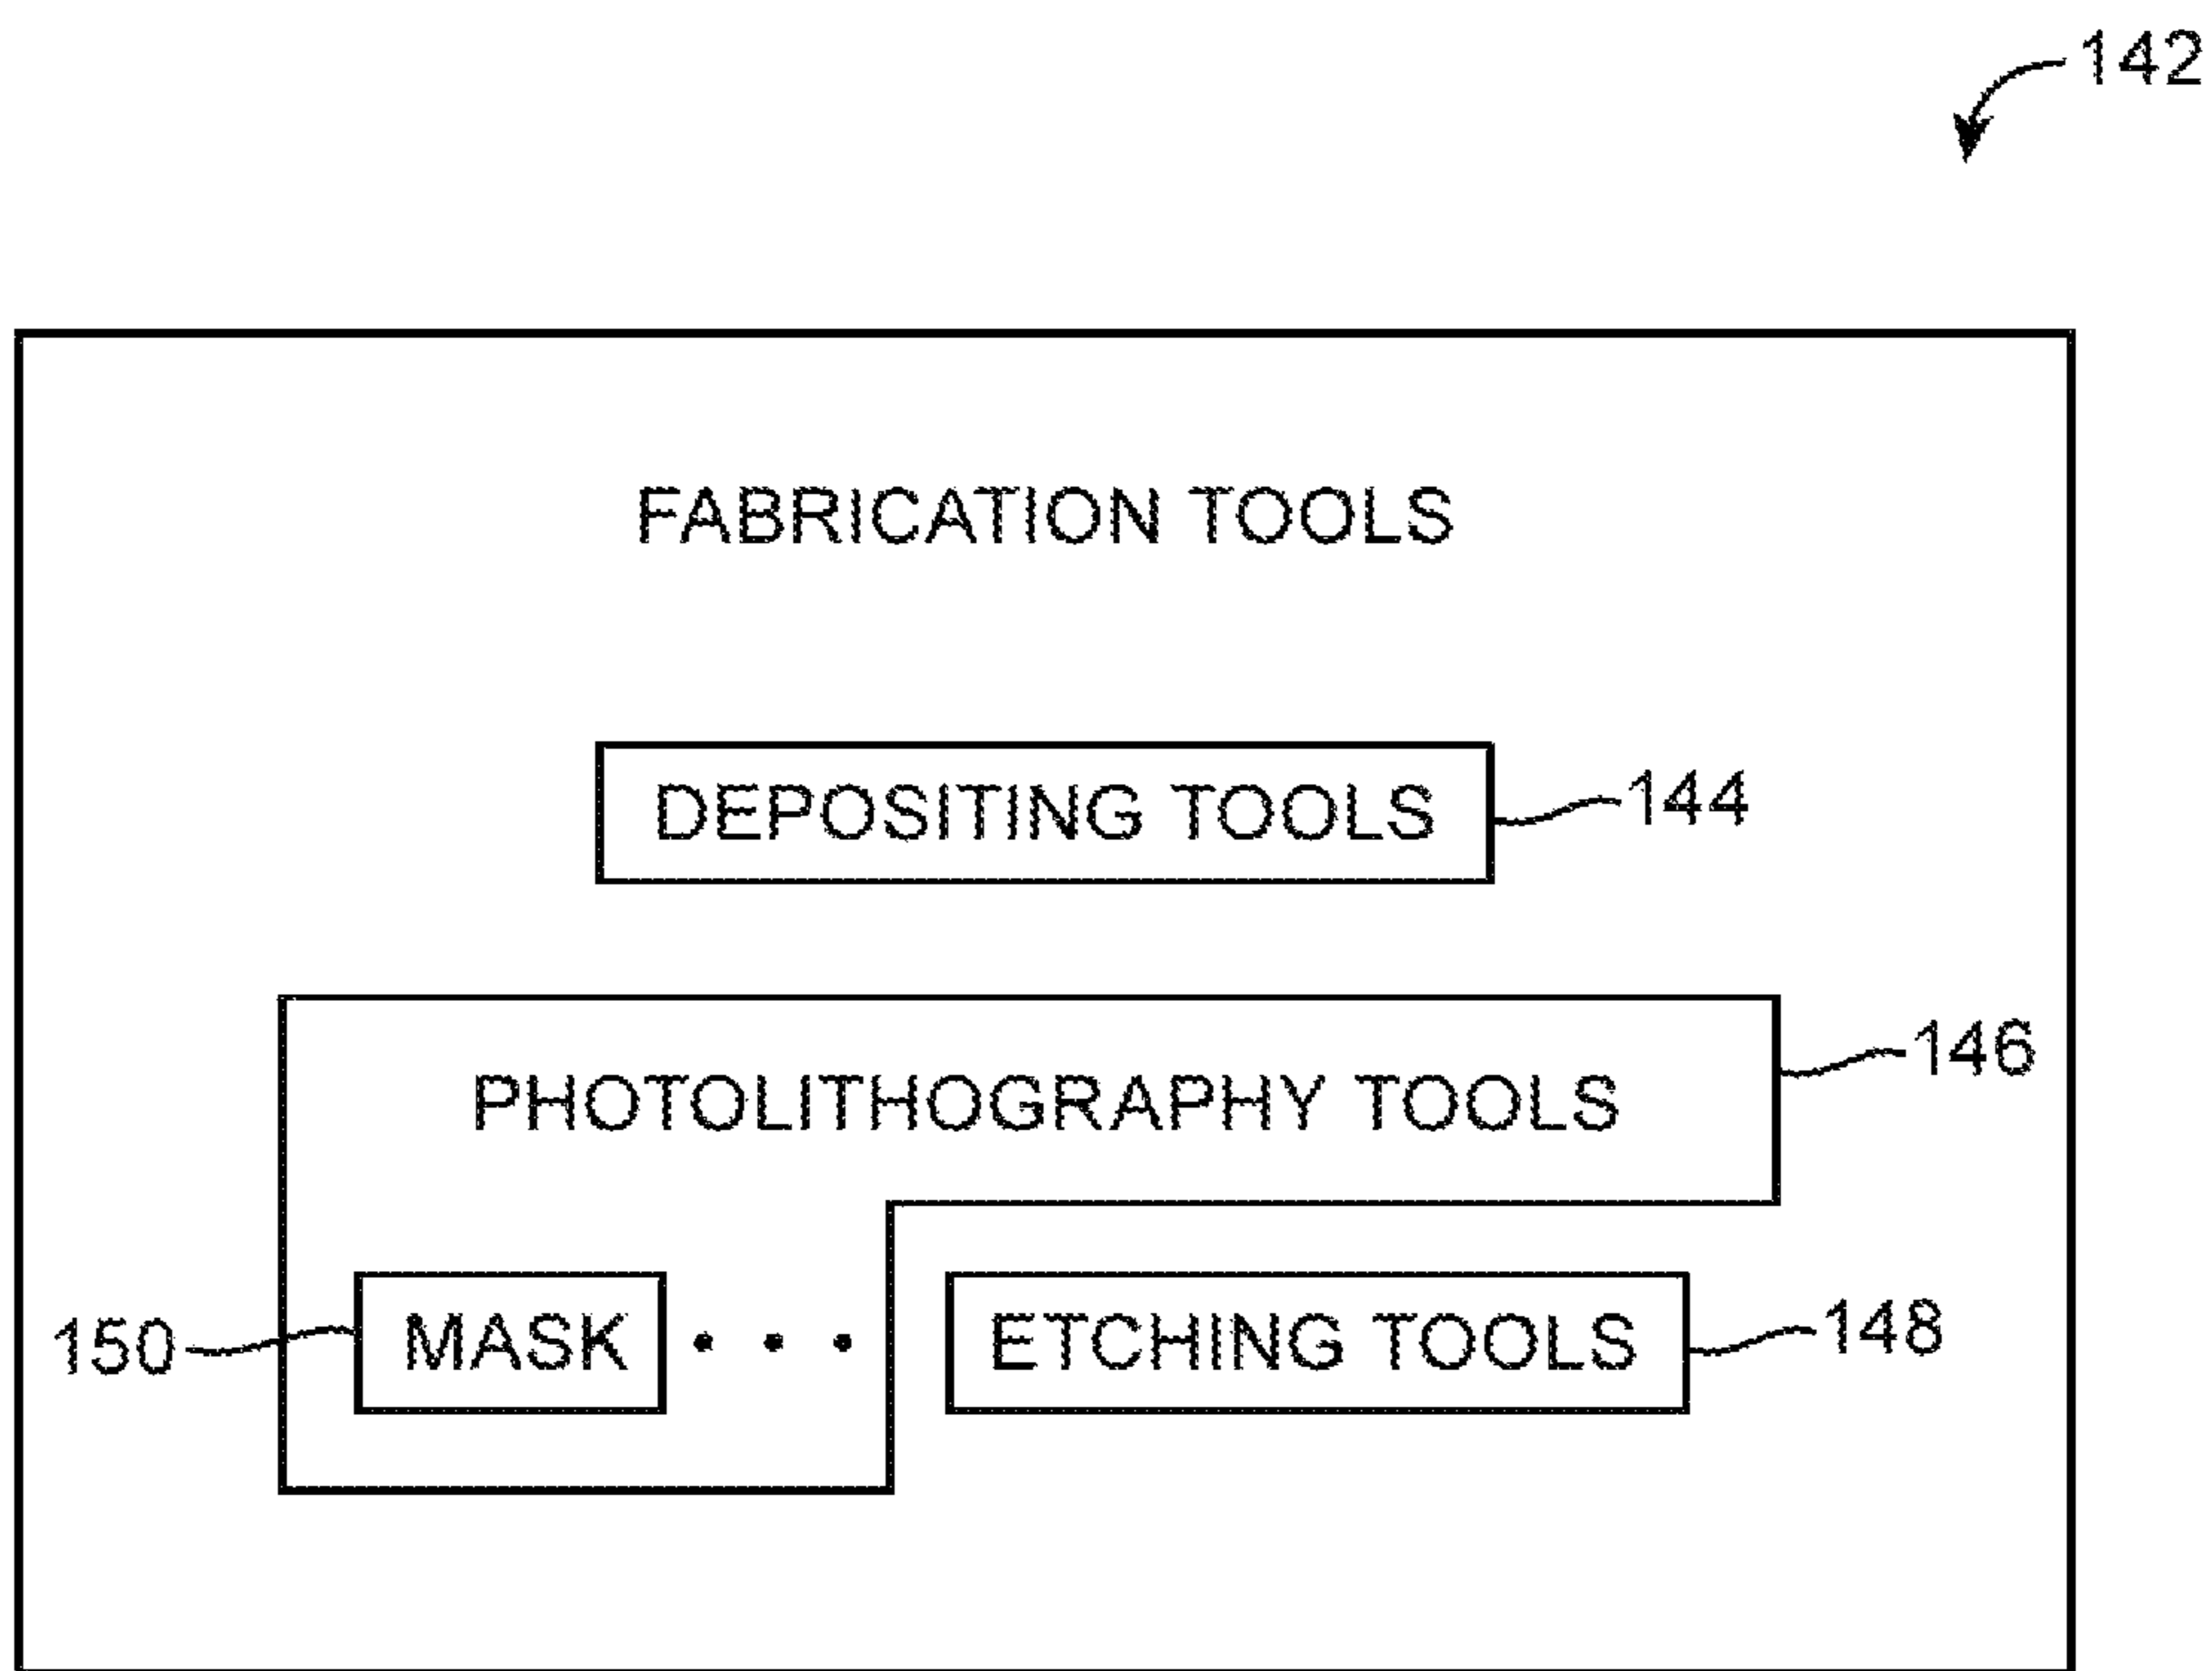 142
FABRICATION TOOLS
DEPOSITING TOOLS 144
PHOTOLITHOGRAPHY TOOLS 146
150 MASK • • • ETCHING TOOLS 148